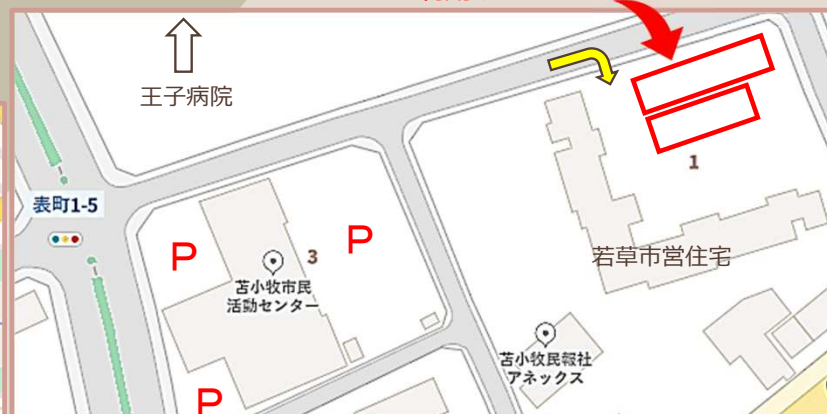 王子病院
表町1-5
P
P
3
1
苫小牧市民
活動センター
若草市営住宅
苫小牧民報社
アネックス
P